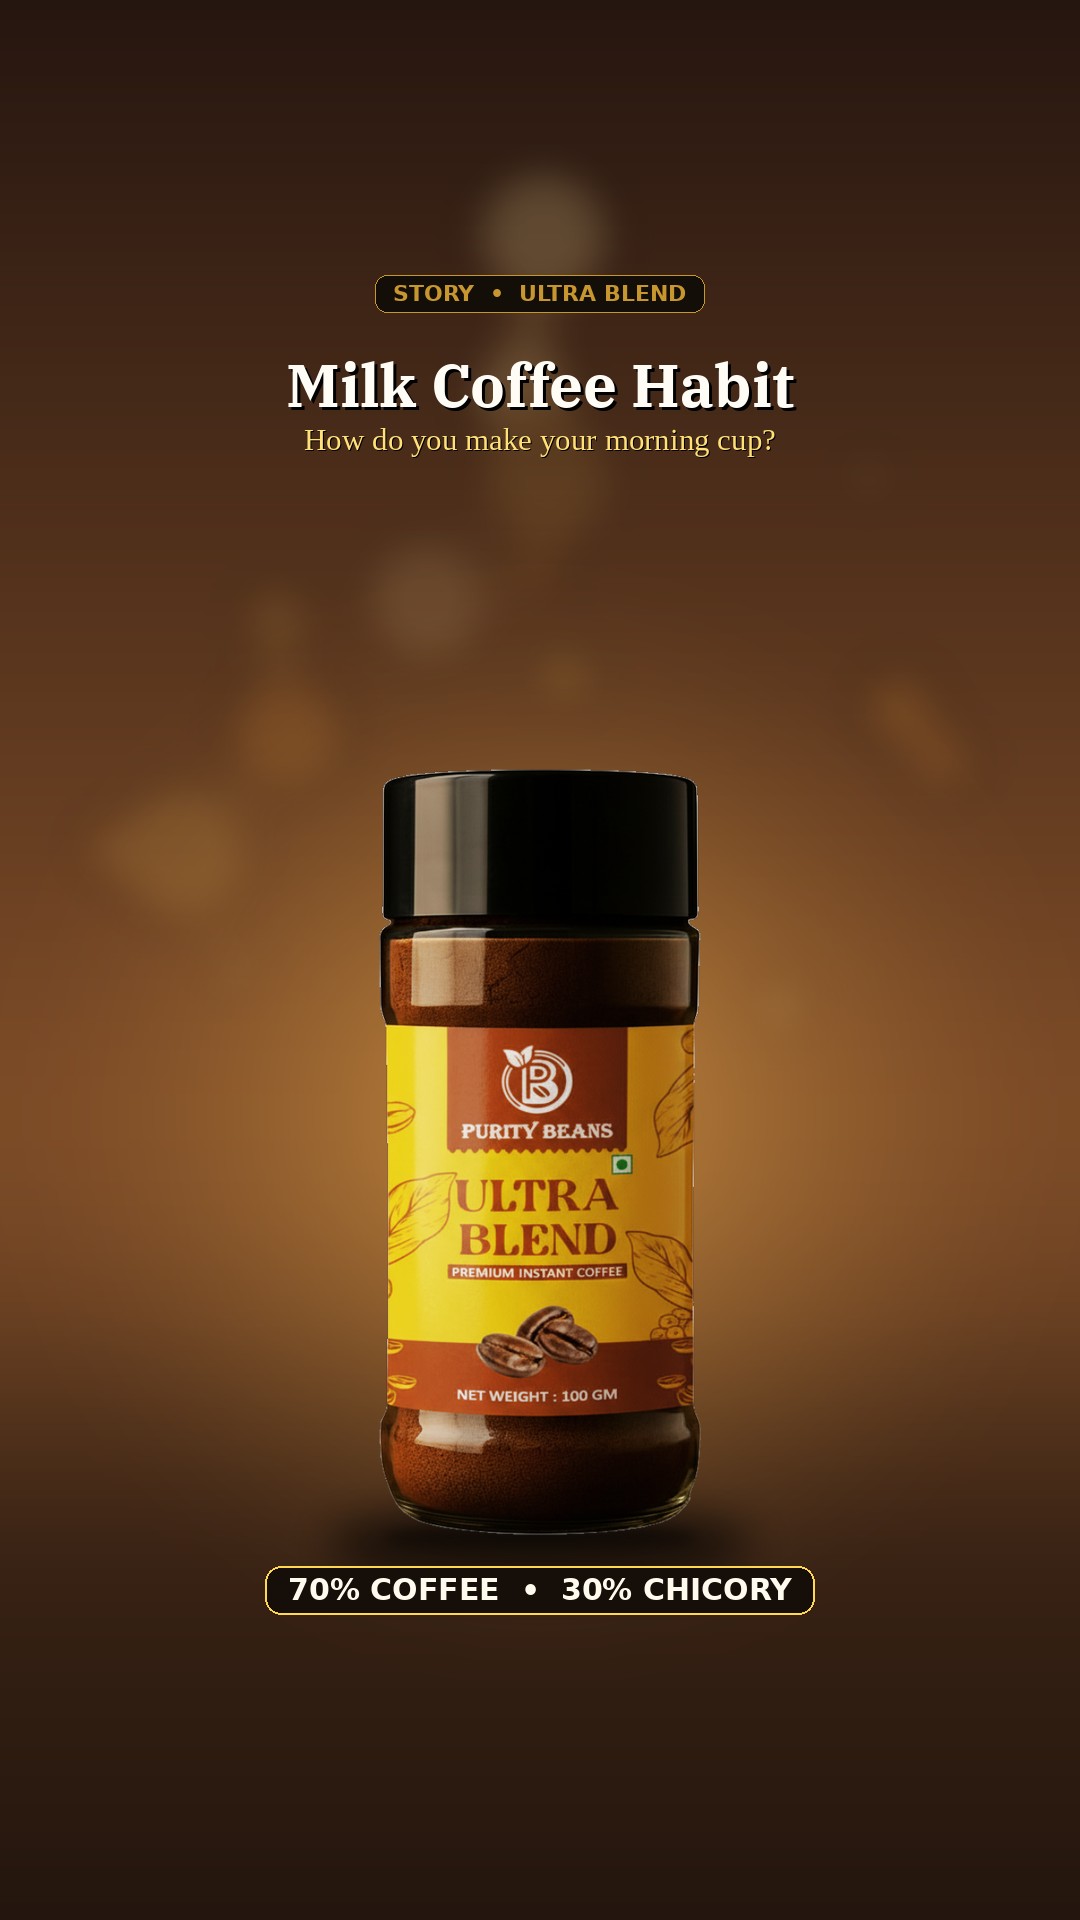 STORY • ULTRA BLEND
Milk Coffee Habit
How do you make your morning cup?
PURITY BEANS
ULTRA
BLEND
PREMIUM INSTANT COFFEE
NET WEIGHT : 100 GM
70% COFFEE • 30% CHICORY